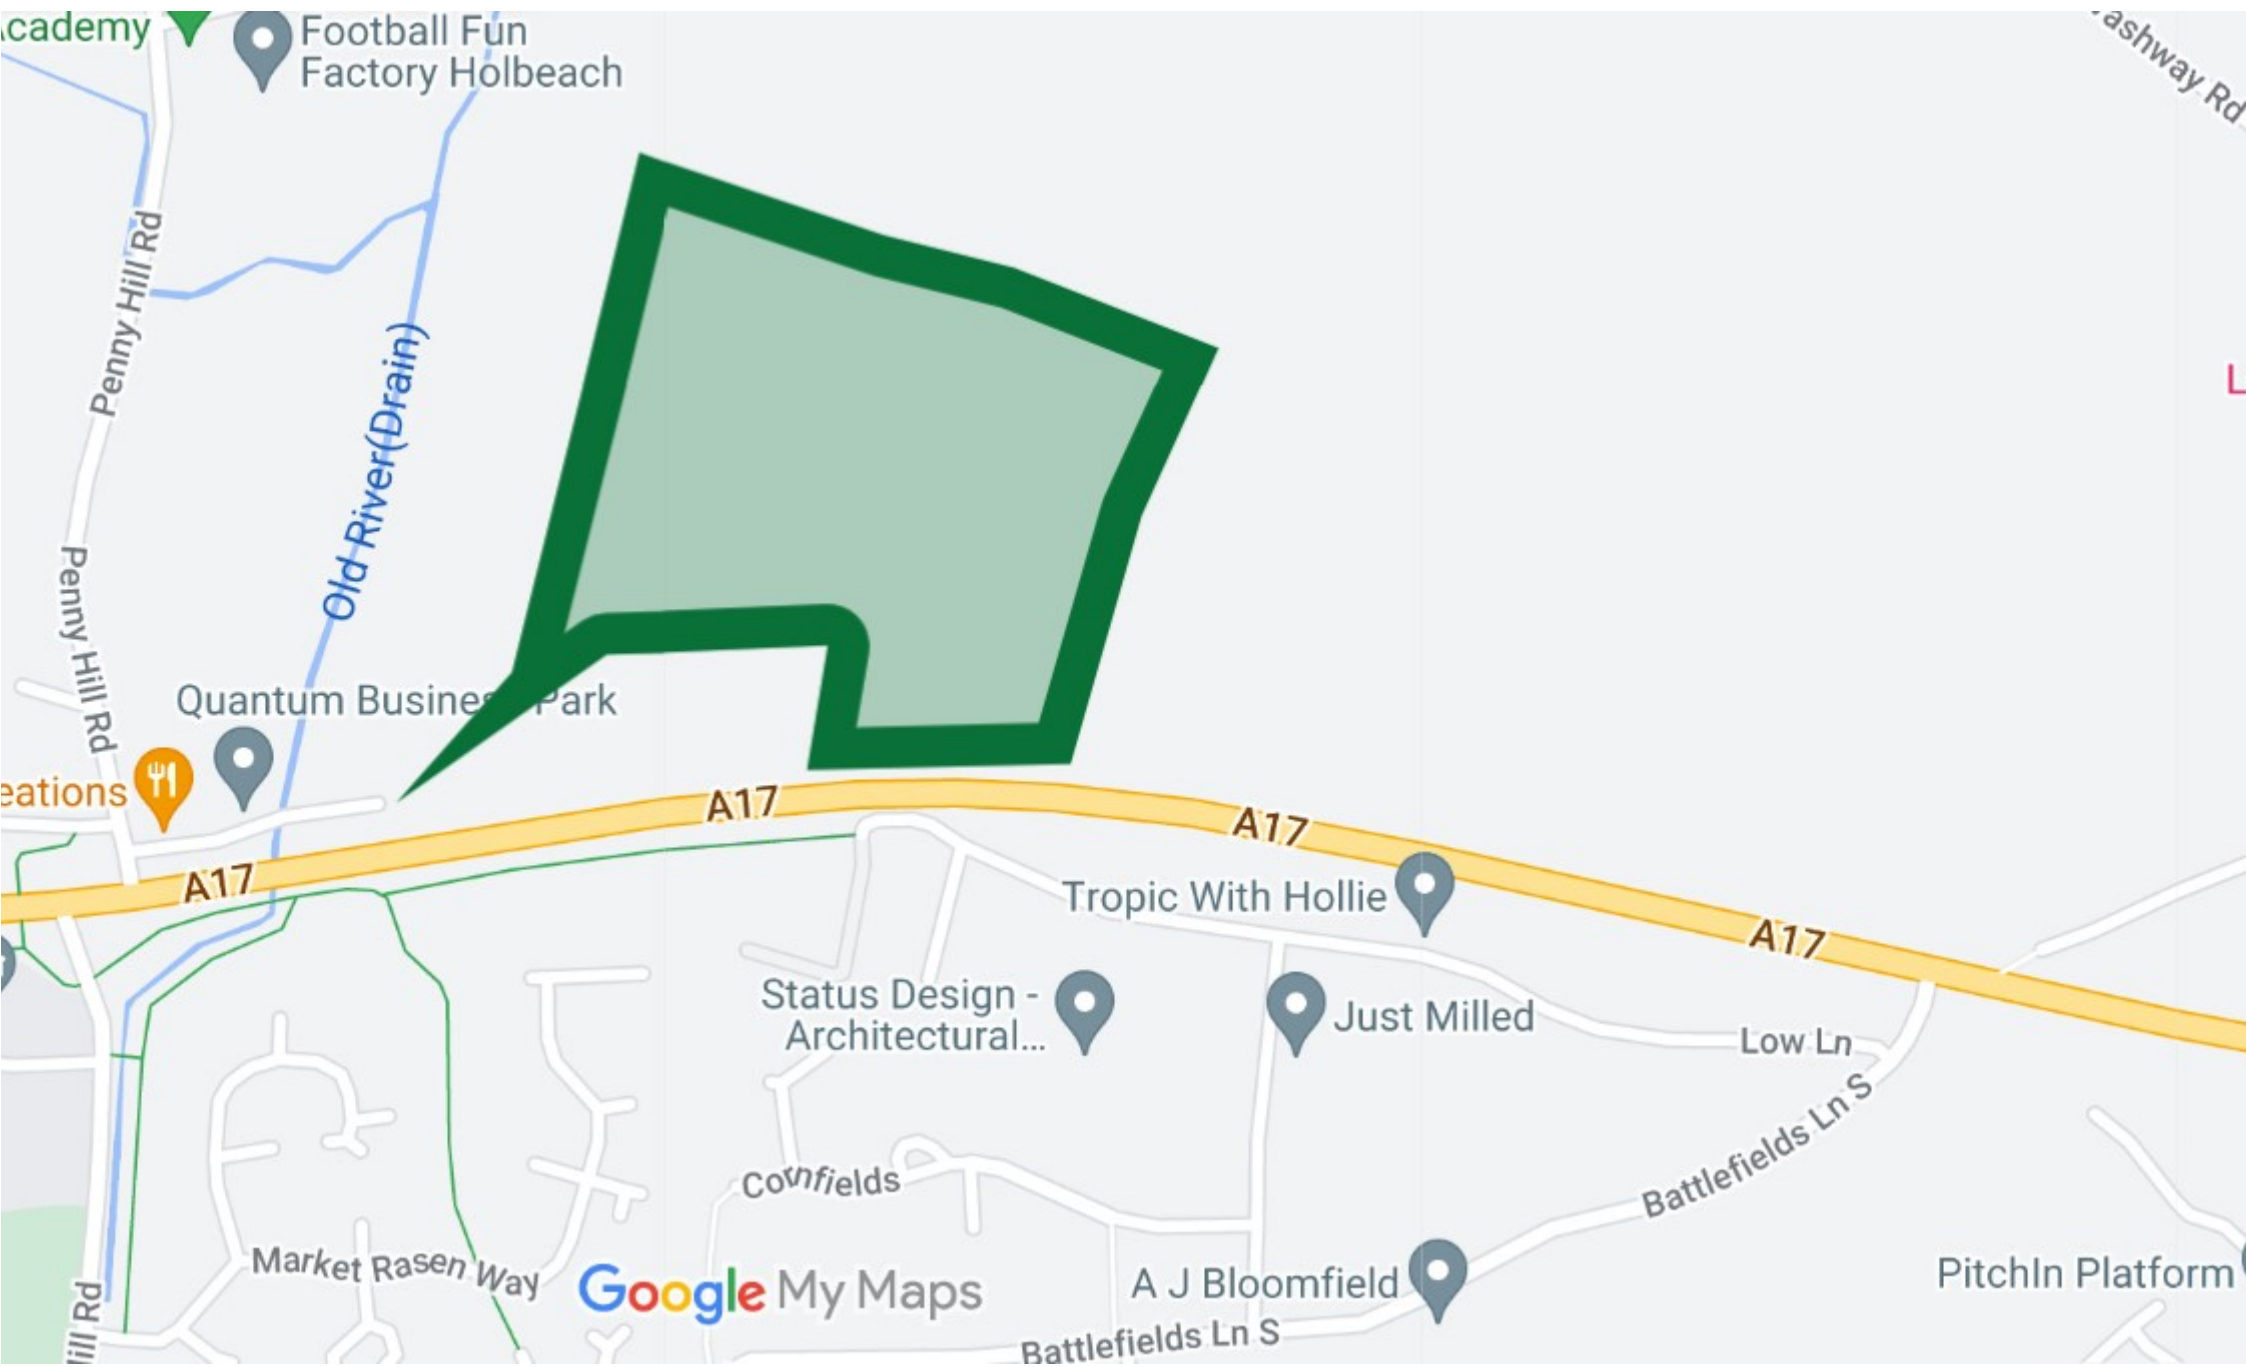 cademy
Football Fun
Factory Holbeach
ashway Rd
Penny Hill Rd
Old River(Drain)
L
Penny Hill Rd
Quantum Business Park
eations
A17
A17
A17
A17
Tropic With Hollie
Status Design -
Architectural...
Just Milled
Low Ln
Battlefields Ln S
Cornfields
Market Rasen Way
Google My Maps
A J Bloomfield
PitchIn Platform
Hill Rd
Battlefields Ln S